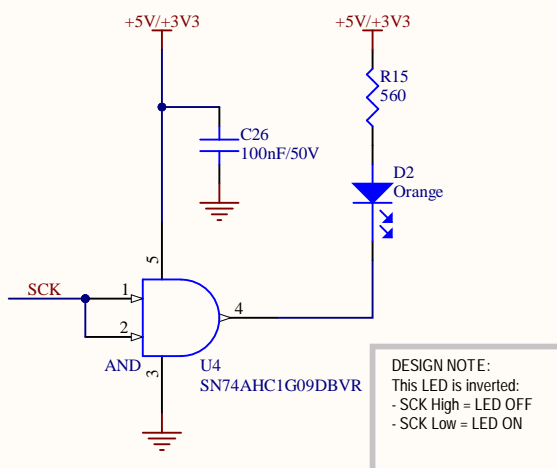 +5V/+3V3
+5V/+3V3
R15
560
C26
100nF/50V
D2
Orange
5
SCK
1
4
2
AND
3
U4
SN74AHC1G09DBVR
DESIGN NOTE:
This LED is inverted:
- SCK High = LED OFF
- SCK Low = LED ON